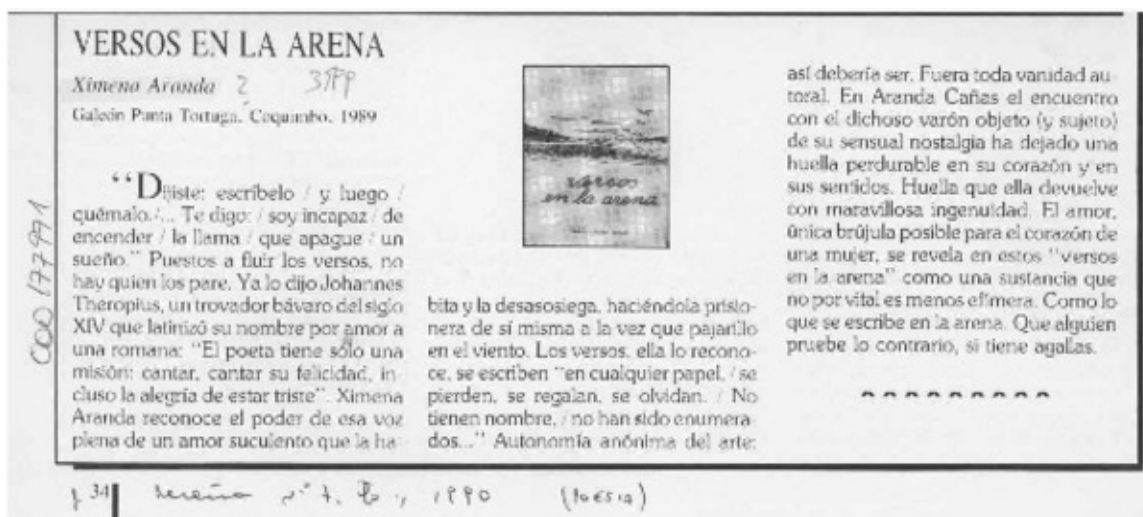 VERSOS EN LA ARENA
Ximena Aranda
Galeón Punta Tortuga, Coquimbo, 1989
000177991
“Dijiste: escríbelo / y luego /
quémalo./... Te digo: / soy incapaz / de
encender / la llama / que apague / un
sueño.” Puestos a fluir los versos, no
hay quien los pare. Ya lo dijo Johannes
Theropius, un trovador bávaro del siglo
XIV que latinizó su nombre por amor a
una romana: “El poeta tiene sólo una
misión: cantar, cantar su felicidad, in-
cluso la alegría de estar triste”. Ximena
Aranda reconoce el poder de esa voz
plena de un amor suculento que la ha-
versos
en la arena
bita y la desasosiega, haciéndola prisio-
nera de sí misma a la vez que pajarillo
en el viento. Los versos, ella lo recono-
ce, se escriben “en cualquier papel, / se
pierden, se regalan, se olvidan. / No
tienen nombre, / no han sido enumera-
dos...” Autonomía anónima del arte:
así debería ser. Fuera toda vanidad au-
toral. En Aranda Cañas el encuentro
con el dichoso varón objeto (y sujeto)
de su sensual nostalgia ha dejado una
huella perdurable en su corazón y en
sus sentidos. Huella que ella devuelve
con maravillosa ingenuidad. El amor,
única brújula posible para el corazón de
una mujer, se revela en estos “versos
en la arena” como una sustancia que
no por vital es menos efímera. Como lo
que se escribe en la arena. Que alguien
pruebe lo contrario, si tiene agallas.
34
1990 (Poesía)